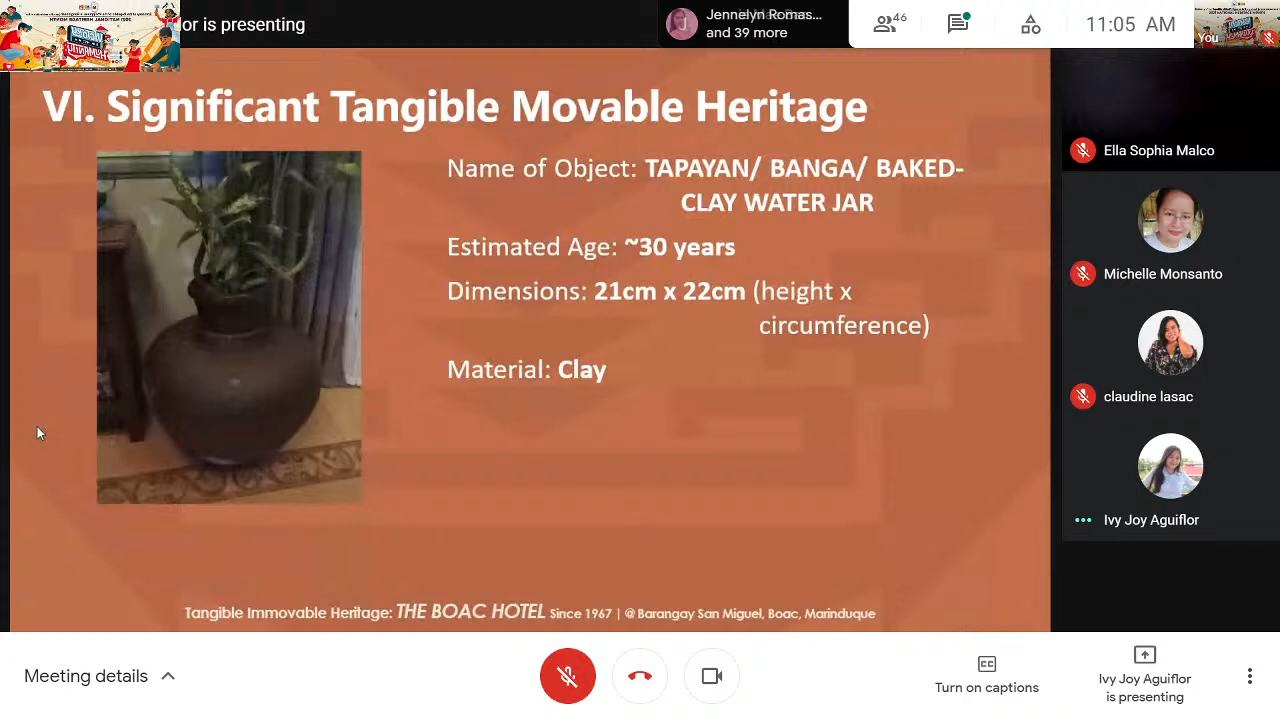 or is presenting
Jennelyn Romas...
and 39 more
46
11:05 AM
You
VI. Significant Tangible Movable Heritage
Name of Object: TAPAYAN/ BANGA/ BAKED-
CLAY WATER JAR
Estimated Age: ~30 years
Dimensions: 21cm x 22cm (height x
circumference)
Material: Clay
Tangible Immovable Heritage: THE BOAC HOTEL Since 1967 | @ Barangay San Miguel, Boac, Marinduque
Ella Sophia Malco
Michelle Monsanto
claudine lasac
Ivy Joy Aguiflor
Meeting details
Turn on captions
Ivy Joy Aguiflor
is presenting